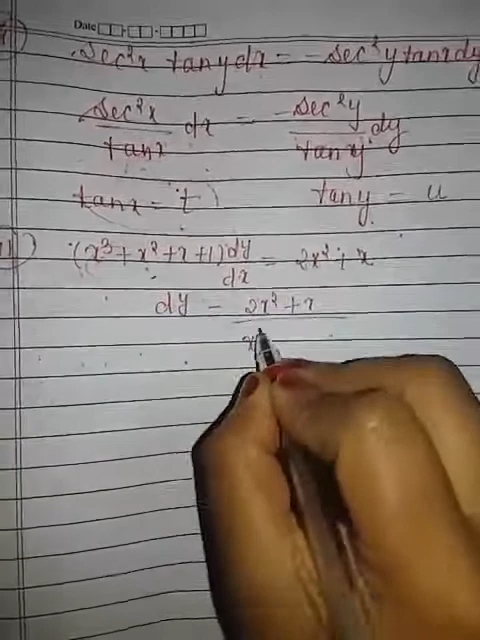 Date
sec²x tany dx = -sec²y tanx dy
sec²x/tanx dx = -sec²y/tany dy
tanx = t tany = u
(x³+x²+x+1) dy/dx = 2x²+x
dy = 2x²+x
x